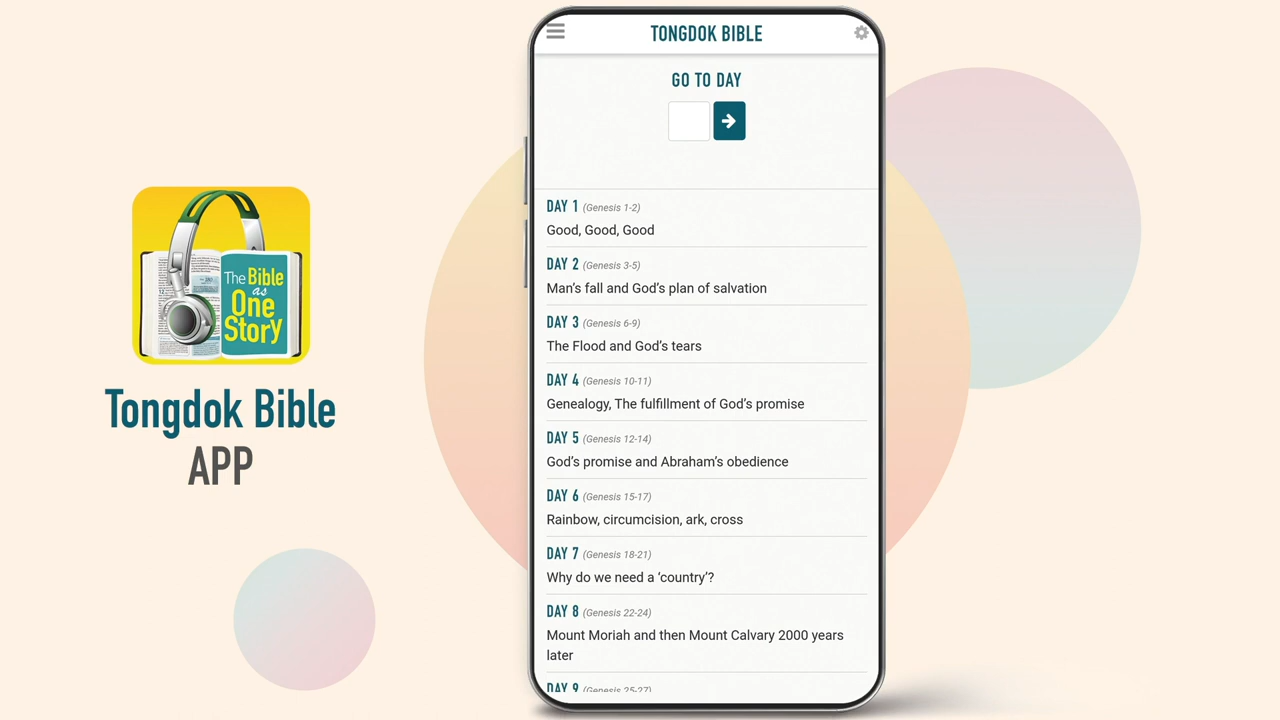 TONGDOK BIBLE
GO TO DAY
DAY 1 (Genesis 1-2)
Good, Good, Good
DAY 2 (Genesis 3-5)
Man’s fall and God’s plan of salvation
DAY 3 (Genesis 6-9)
The Flood and God’s tears
DAY 4 (Genesis 10-11)
Genealogy, The fulfillment of God’s promise
DAY 5 (Genesis 12-14)
God’s promise and Abraham’s obedience
DAY 6 (Genesis 15-17)
Rainbow, circumcision, ark, cross
DAY 7 (Genesis 18-21)
Why do we need a ‘country’?
DAY 8 (Genesis 22-24)
Mount Moriah and then Mount Calvary 2000 years
later
DAY 9 (Genesis 25-27)
The Bible
as
One
Story
Tongdok Bible
APP